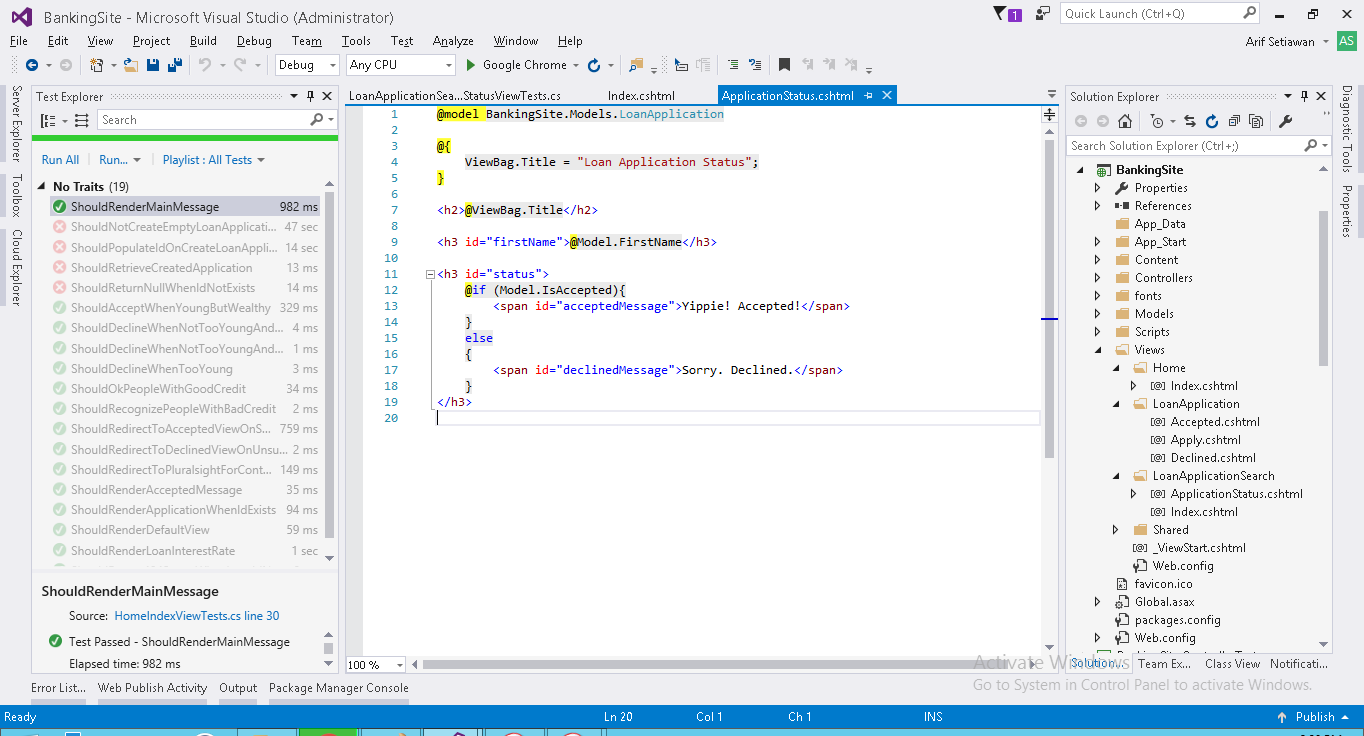 BankingSite - Microsoft Visual Studio (Administrator)
1
Quick Launch (Ctrl+Q)
File Edit View Project Build Debug Team Tools Test Analyze Window Help
Arif Setiawan AS
Debug Any CPU Google Chrome
Server Explorer
Toolbox
Cloud Explorer
Test Explorer
Search
Run All Run... Playlist : All Tests
No Traits (19)
ShouldRenderMainMessage 982 ms
ShouldNotCreateEmptyLoanApplicati... 47 sec
ShouldPopulateIdOnCreateLoanAppli... 14 sec
ShouldRetrieveCreatedApplication 13 ms
ShouldReturnNullWhenIdNotExists 14 ms
ShouldAcceptWhenYoungButWealthy 329 ms
ShouldDeclineWhenNotTooYoungAnd... 4 ms
ShouldDeclineWhenNotTooYoungAnd... 1 ms
ShouldDeclineWhenTooYoung 3 ms
ShouldOkPeopleWithGoodCredit 34 ms
ShouldRecognizePeopleWithBadCredit 2 ms
ShouldRedirectToAcceptedViewOnS... 759 ms
ShouldRedirectToDeclinedViewOnUnsu... 2 ms
ShouldRedirectToPluralsightForCont... 149 ms
ShouldRenderAcceptedMessage 35 ms
ShouldRenderApplicationWhenIdExists 94 ms
ShouldRenderDefaultView 59 ms
ShouldRenderLoanInterestRate 1 sec
ShouldRenderMainMessage
Source: HomeIndexViewTests.cs line 30
Test Passed - ShouldRenderMainMessage
Elapsed time: 982 ms
LoanApplicationSea...StatusViewTests.cs Index.cshtml ApplicationStatus.cshtml
1 @model BankingSite.Models.LoanApplication
2
3 @{
4 ViewBag.Title = "Loan Application Status";
5 }
6
7 <h2>@ViewBag.Title</h2>
8
9 <h3 id="firstName">@Model.FirstName</h3>
10
11 <h3 id="status">
12 @if (Model.IsAccepted){
13 <span id="acceptedMessage">Yippie! Accepted!</span>
14 }
15 else
16 {
17 <span id="declinedMessage">Sorry. Declined.</span>
18 }
19 </h3>
20
100 %
Solution Explorer
Search Solution Explorer (Ctrl+;)
BankingSite
Properties
References
App_Data
App_Start
Content
Controllers
fonts
Models
Scripts
Views
Home
Index.cshtml
LoanApplication
Accepted.cshtml
Apply.cshtml
Declined.cshtml
LoanApplicationSearch
ApplicationStatus.cshtml
Index.cshtml
Shared
_ViewStart.cshtml
Web.config
favicon.ico
Global.asax
packages.config
Web.config
Solution... Team Ex... Class View Notificati...
Diagnostic Tools
Properties
Activate Windows
Go to System in Control Panel to activate Windows.
Error List... Web Publish Activity Output Package Manager Console
Ready Ln 20 Col 1 Ch 1 INS Publish